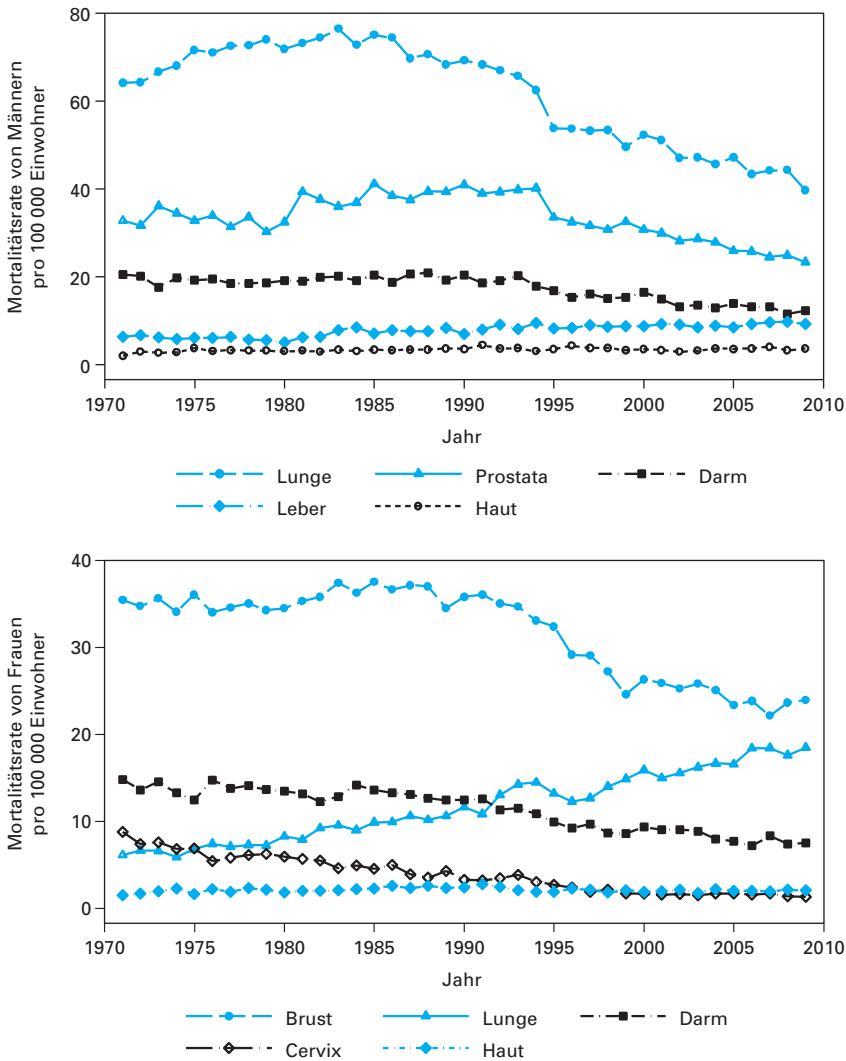 Mortalitätsrate von Männern
pro 100 000 Einwohner
80
60
40
20
0
1970 1975 1980 1985 1990 1995 2000 2005 2010
Jahr
Lunge Prostata Darm
Leber Haut
Mortalitätsrate von Frauen
pro 100 000 Einwohner
40
30
20
10
0
1970 1975 1980 1985 1990 1995 2000 2005 2010
Jahr
Brust Lunge Darm
Cervix Haut